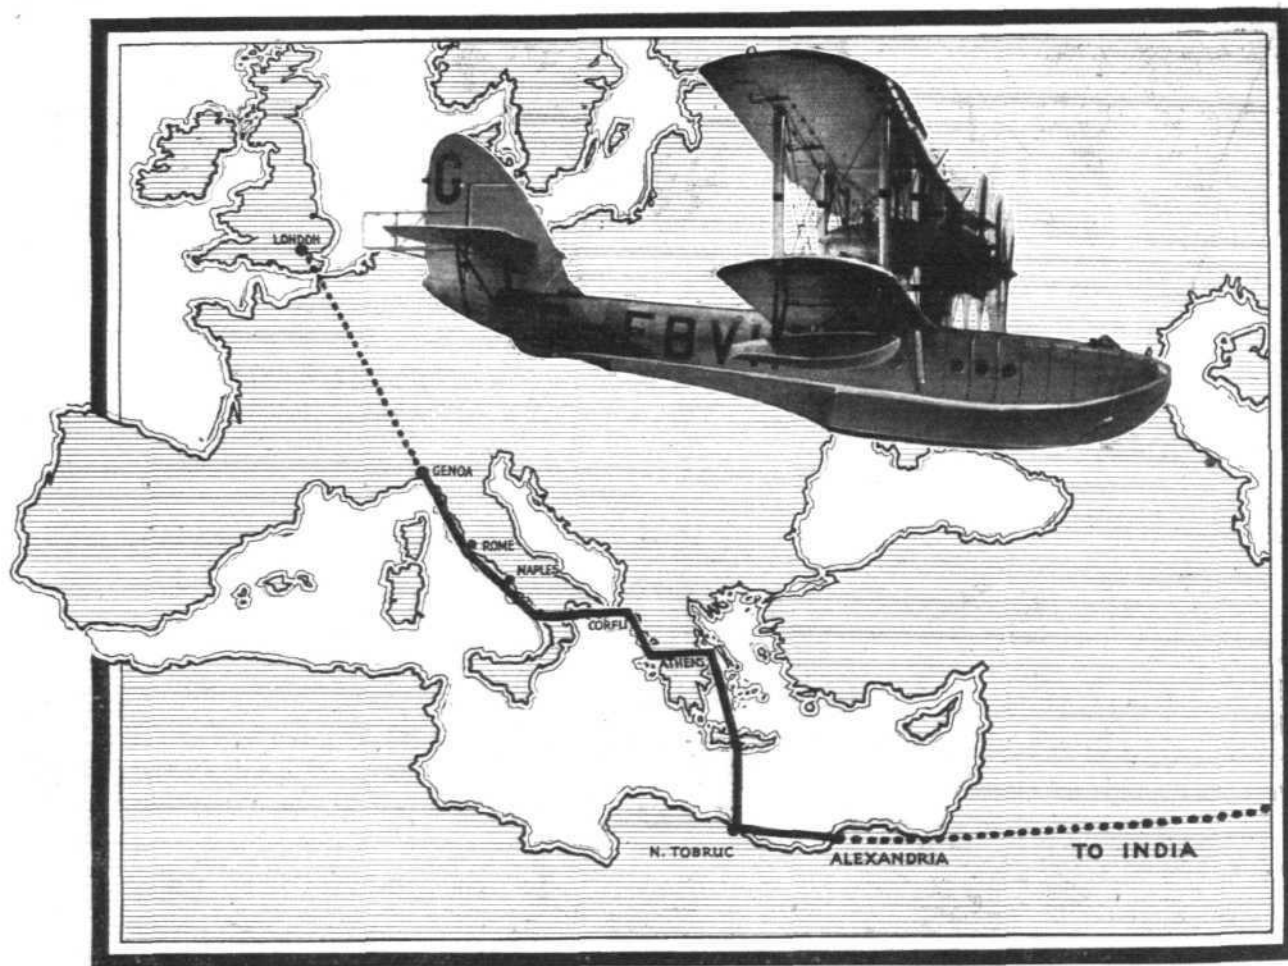 G
LONDON
EBV
GENOA
ROME
NAPLES
CORFU
ATHENS
N. TOBRUC
ALEXANDRIA
TO INDIA